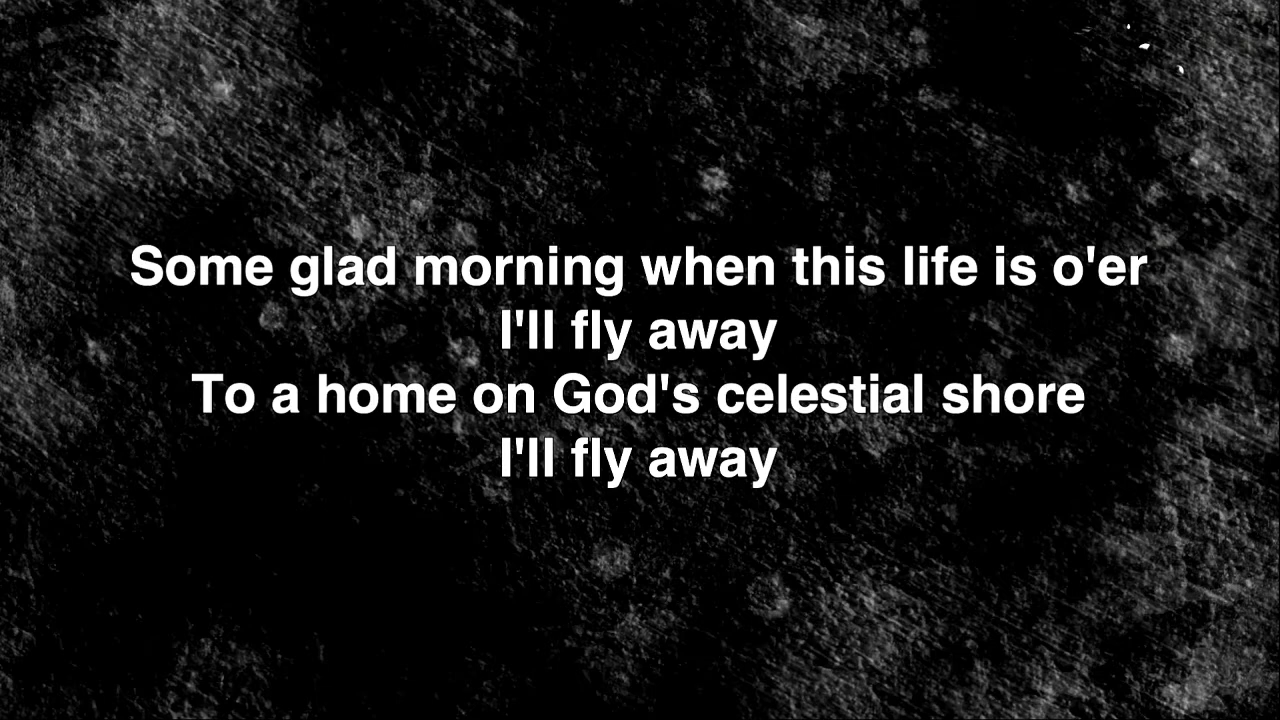 Some glad morning when this life is o'er
I'll fly away
To a home on God's celestial shore
I'll fly away